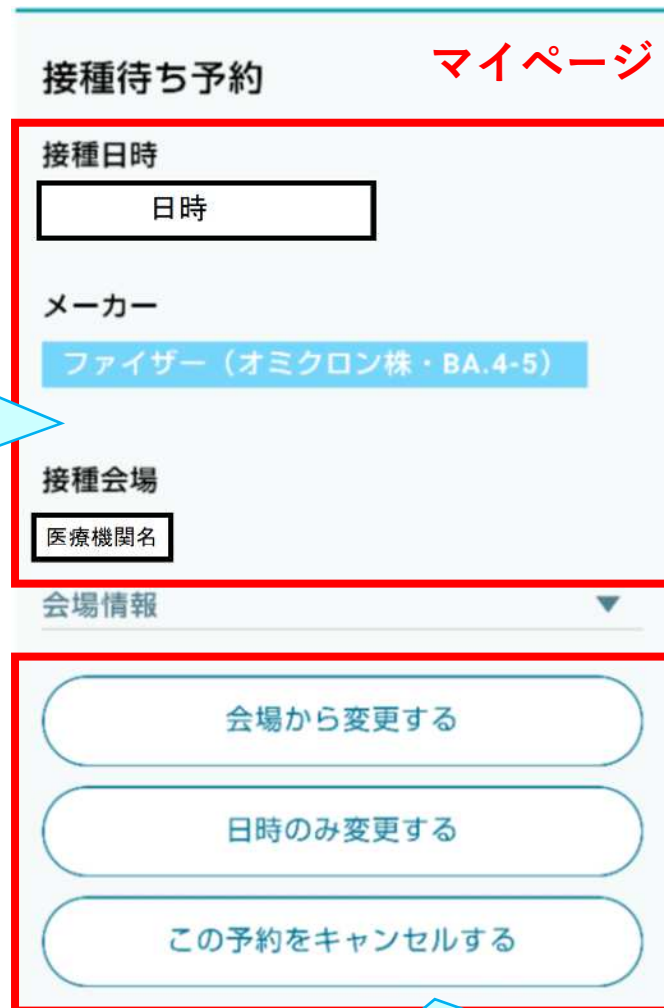 接種待ち予約
マイページ
接種日時
日時
メーカー
ファイザー（オミクロン株・BA.4-5）
接種会場
医療機関名
会場情報
会場から変更する
日時のみ変更する
この予約をキャンセルする